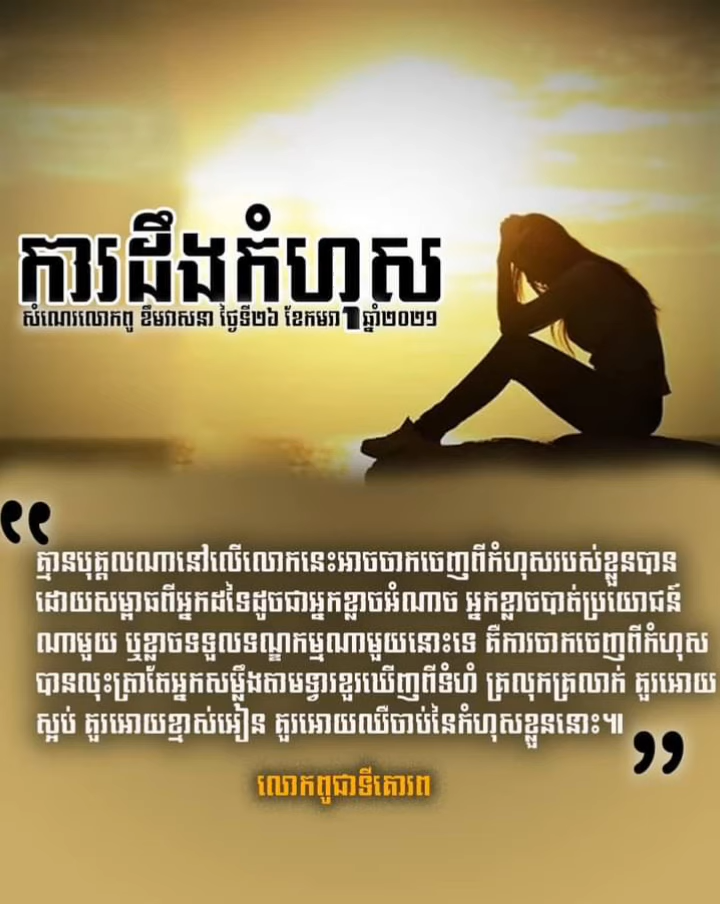 ការដឹងកំហុស
សំណេរលោកពូ ខឹមវាសនា ថ្ងៃទី២៦ ខែកមរា ឆ្នាំ២០២១
“
គ្មានបុគ្គលណានៅលើលោកនេះអាចចាកចេញពីកំហុសរបស់ខ្លួនបាន
ដោយសម្ពាធពីអ្នកដទៃដូចជាអ្នកខ្លាចអំណាច អ្នកខ្លាចបាត់ប្រយោជន៍
ណាមួយ ឬខ្លាចទទួលទណ្ឌកម្មណាមួយនោះទេ គឺការចាកចេញពីកំហុស
បានលុះត្រាតែអ្នកសម្លឹងតាមទ្វារខួរឃើញពីទំហំ គ្រលុកគ្រលាក់ គួរអោយ
ស្អប់ គួរអោយខ្មាស់អៀន គួរអោយឈឺចាប់នៃកំហុសខ្លួននោះ៕
”
លោកពូជាទីគោរព